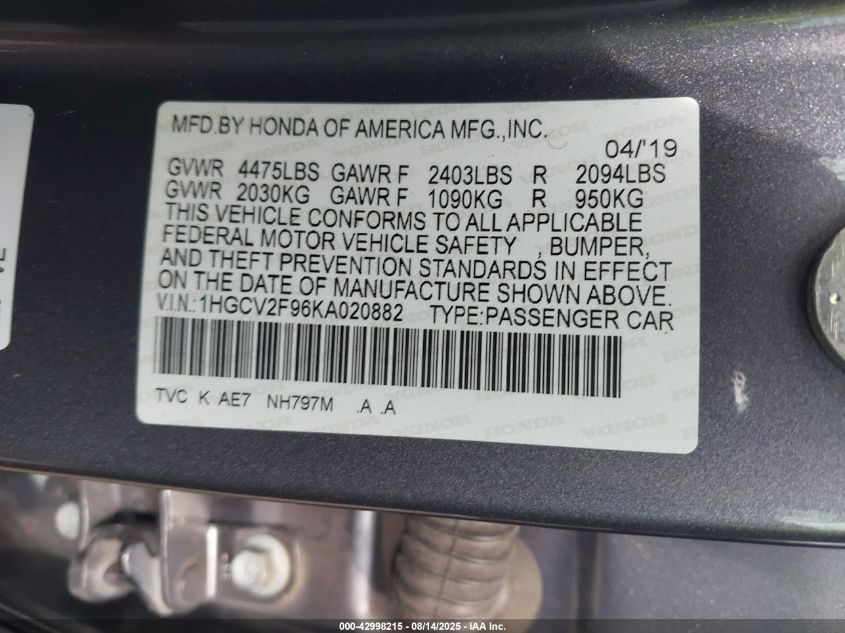 MFD.BY HONDA OF AMERICA MFG.,INC.
04/'19
GVWR 4475LBS GAWR F 2403LBS R 2094LBS
GVWR 2030KG GAWR F 1090KG R 950KG
THIS VEHICLE CONFORMS TO ALL APPLICABLE
FEDERAL MOTOR VEHICLE SAFETY , BUMPER,
AND THEFT PREVENTION STANDARDS IN EFFECT
ON THE DATE OF MANUFACTURE SHOWN ABOVE.
V.I.N.:1HGCV2F96KA020882 TYPE:PASSENGER CAR
TVC K AE7 NH797M .A .A
000-42998215 - 08/14/2025 - IAA Inc.